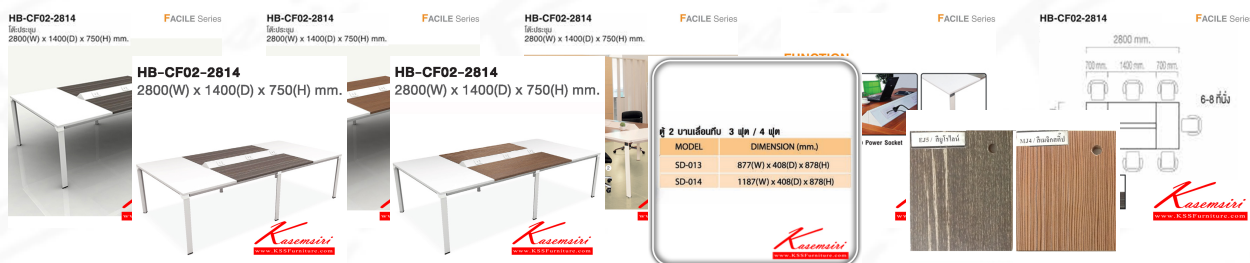 HB-CF02-2814
FACILE Series
โต๊ะประชุม
2800(W) x 1400(D) x 750(H) mm.
HB-CF02-2814
FACILE Series
โต๊ะประชุม
2800(W) x 1400(D) x 750(H) mm.
HB-CF02-2814
FACILE Series
โต๊ะประชุม
2800(W) x 1400(D) x 750(H) mm.
FACILE Series
HB-CF02-2814
FACILE Serie
HB-CF02-2814
2800(W) x 1400(D) x 750(H) mm.
Kasemsiri
www.KSSFurniture.com
HB-CF02-2814
2800(W) x 1400(D) x 750(H) mm.
Kasemsiri
www.KSSFurniture.com
FUNCTION
Power Socket
ตู้ 2 บานเลื่อนทึบ 3 ฟุต / 4 ฟุต
MODEL DIMENSION (mm.)
SD-013 877(W) x 408(D) x 878(H)
SD-014 1187(W) x 408(D) x 878(H)
Kasemsiri
www.KSSFurniture.com
2800 mm.
700 mm. 1400 mm. 700 mm.
6-8 ที่นั่ง
Kasemsiri
www.KSSFurniture.com